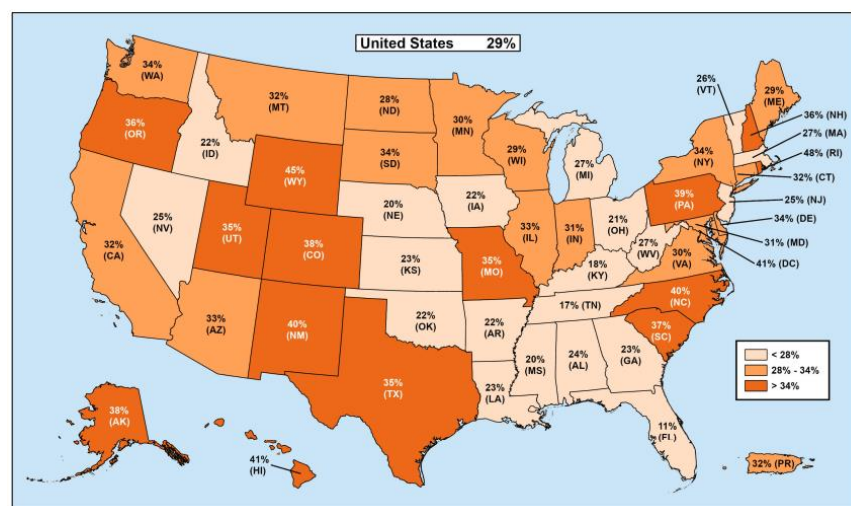 United States 29%
34%
(WA)
32%
(MT)
28%
(ND)
30%
(MN)
26%
(VT)
29%
(ME)
36% (NH)
27% (MA)
48% (RI)
32% (CT)
25% (NJ)
34% (DE)
31% (MD)
41% (DC)
36%
(OR)
22%
(ID)
45%
(WY)
34%
(SD)
29%
(WI)
27%
(MI)
34%
(NY)
39%
(PA)
32%
(CA)
25%
(NV)
35%
(UT)
38%
(CO)
20%
(NE)
22%
(IA)
33%
(IL)
31%
(IN)
21%
(OH)
27%
(WV)
30%
(VA)
23%
(KS)
35%
(MO)
18%
(KY)
40%
(NC)
33%
(AZ)
40%
(NM)
22%
(OK)
22%
(AR)
17% (TN)
37%
(SC)
35%
(TX)
23%
(LA)
20%
(MS)
24%
(AL)
23%
(GA)
11%
(FL)
38%
(AK)
41%
(HI)
32% (PR)
< 28%
28% - 34%
> 34%